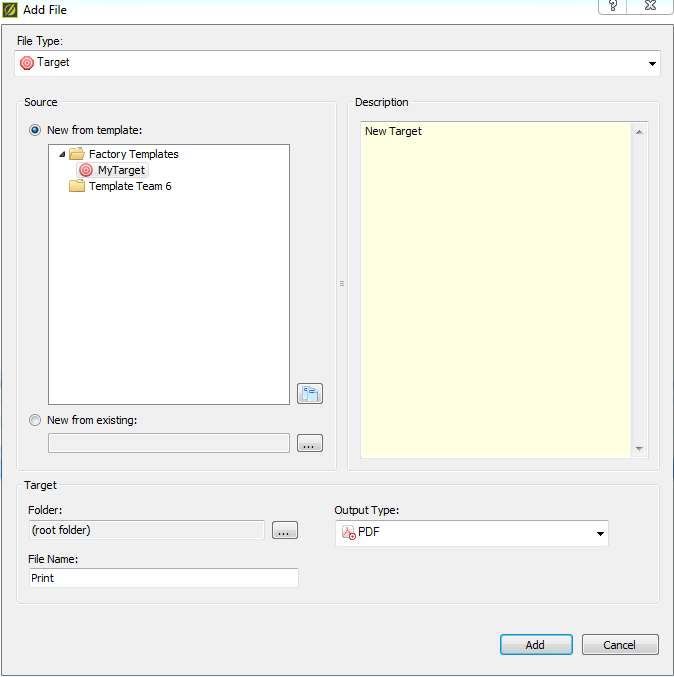 Add File
?
File Type:
Target
Source
New from template:
Factory Templates
MyTarget
Template Team 6
New from existing:
...
Description
New Target
Target
Folder:
(root folder)
...
Output Type:
PDF
File Name:
Print
Add
Cancel